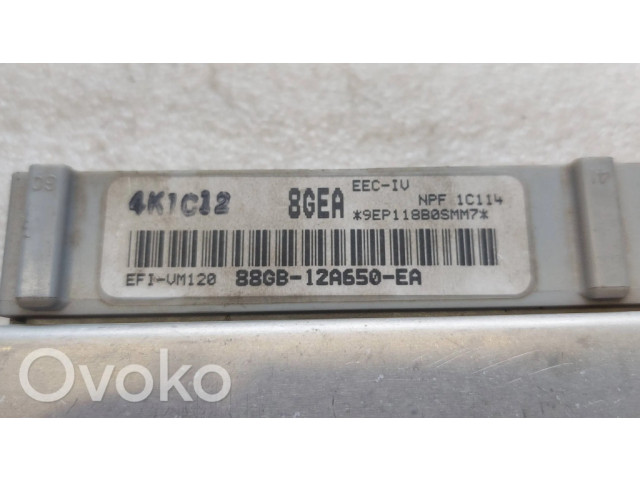 EEC-IV
4K1C12 8GEA NPF 1C114
*9EP118B0SMM7*
EFI-VM120 88GB-12A650-EA
Ovoko